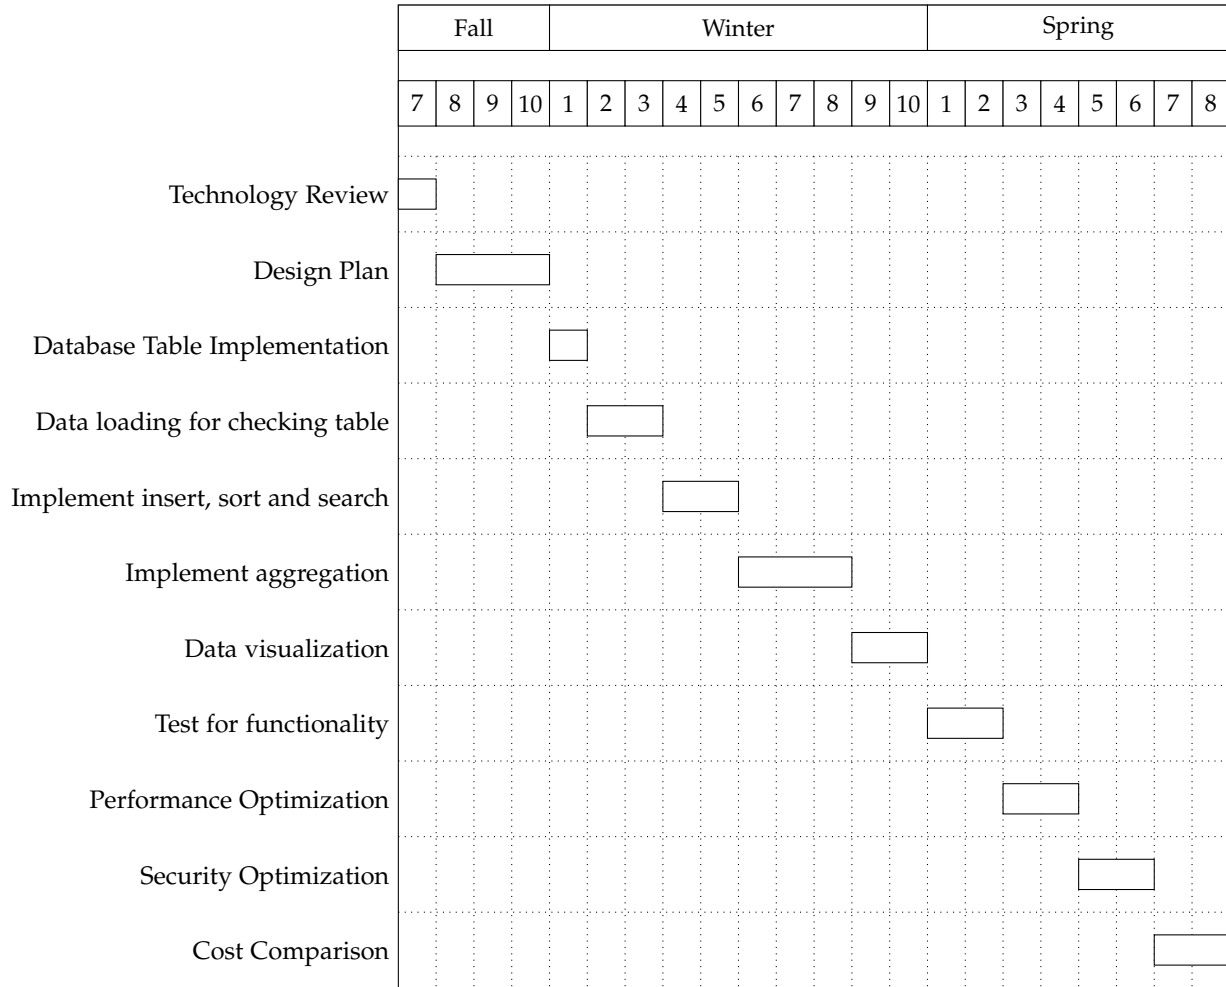 Fall Winter Spring
7 8 9 10 1 2 3 4 5 6 7 8 9 10 1 2 3 4 5 6 7 8
Technology Review
Design Plan
Database Table Implementation
Data loading for checking table
Implement insert, sort and search
Implement aggregation
Data visualization
Test for functionality
Performance Optimization
Security Optimization
Cost Comparison